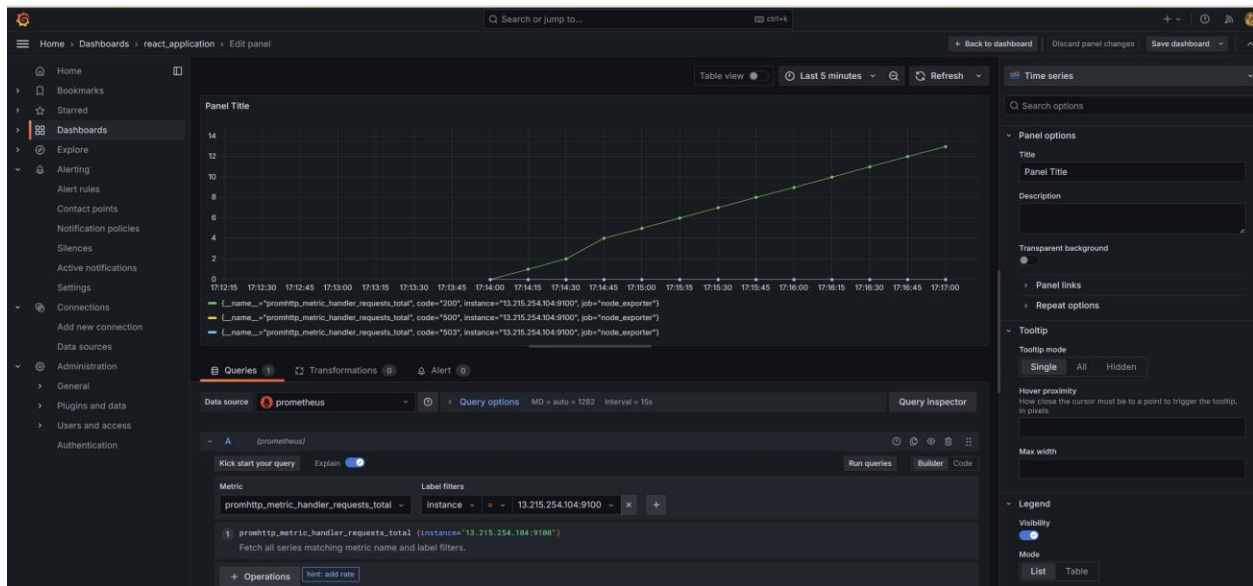 Search or jump to...
ctrl+k
Home › Dashboards › react_application › Edit panel
Back to dashboard
Discard panel changes
Save dashboard
Home
Bookmarks
Starred
Dashboards
Explore
Alerting
Alert rules
Contact points
Notification policies
Silences
Active notifications
Settings
Connections
Add new connection
Data sources
Administration
General
Plugins and data
Users and access
Authentication
Table view
Last 5 minutes
Refresh
Panel Title
14
12
10
8
6
4
2
0
17:12:15 17:12:30 17:12:45 17:13:00 17:13:15 17:13:30 17:13:45 17:14:00 17:14:15 17:14:30 17:14:45 17:15:00 17:15:15 17:15:30 17:15:45 17:16:00 17:16:15 17:16:30 17:16:45 17:17:00
{__name__="promhttp_metric_handler_requests_total", code="200", instance="13.215.254.104:9100", job="node_exporter"}
{__name__="promhttp_metric_handler_requests_total", code="500", instance="13.215.254.104:9100", job="node_exporter"}
{__name__="promhttp_metric_handler_requests_total", code="503", instance="13.215.254.104:9100", job="node_exporter"}
Queries 1
Transformations 0
Alert 0
Data source
prometheus
Query options MD = auto = 1282 Interval = 15s
Query inspector
A (prometheus)
Kick start your query
Explain
Run queries
Builder Code
Metric
Label filters
promhttp_metric_handler_requests_total
instance = 13.215.254.104:9100
1 promhttp_metric_handler_requests_total {instance="13.215.254.104:9100"}
Fetch all series matching metric name and label filters.
+ Operations
hint: add rate
Time series
Search options
Panel options
Title
Panel Title
Description
Transparent background
Panel links
Repeat options
Tooltip
Tooltip mode
Single All Hidden
Hover proximity
How close the cursor must be to a point to trigger the tooltip,
in pixels
Max width
Legend
Visibility
Mode
List Table